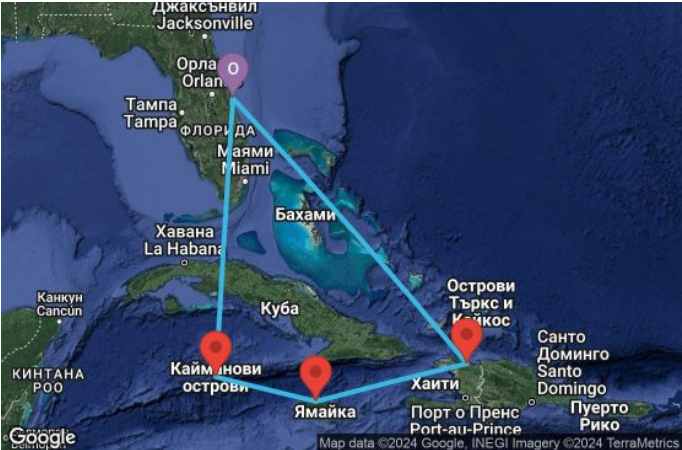 Джаксънвил
Jacksonville
O
Орла
Orlan
Тампа
Tampa
ФЛОРИДА
Маями
Miami
Бахами
Хавана
La Habana
Канкун
Cancún
Куба
Острови
Търкс и
Кайкос
КИНТАНА
РОО
Кайманови
острови
Ямайка
Хаити
Санто
Доминго
Santo
Domingo
Порт о Пренс
Port-au-Prince
Пуерто
Рико
Google
Map data ©2024 Google, INEGI Imagery ©2024 TerraMetrics